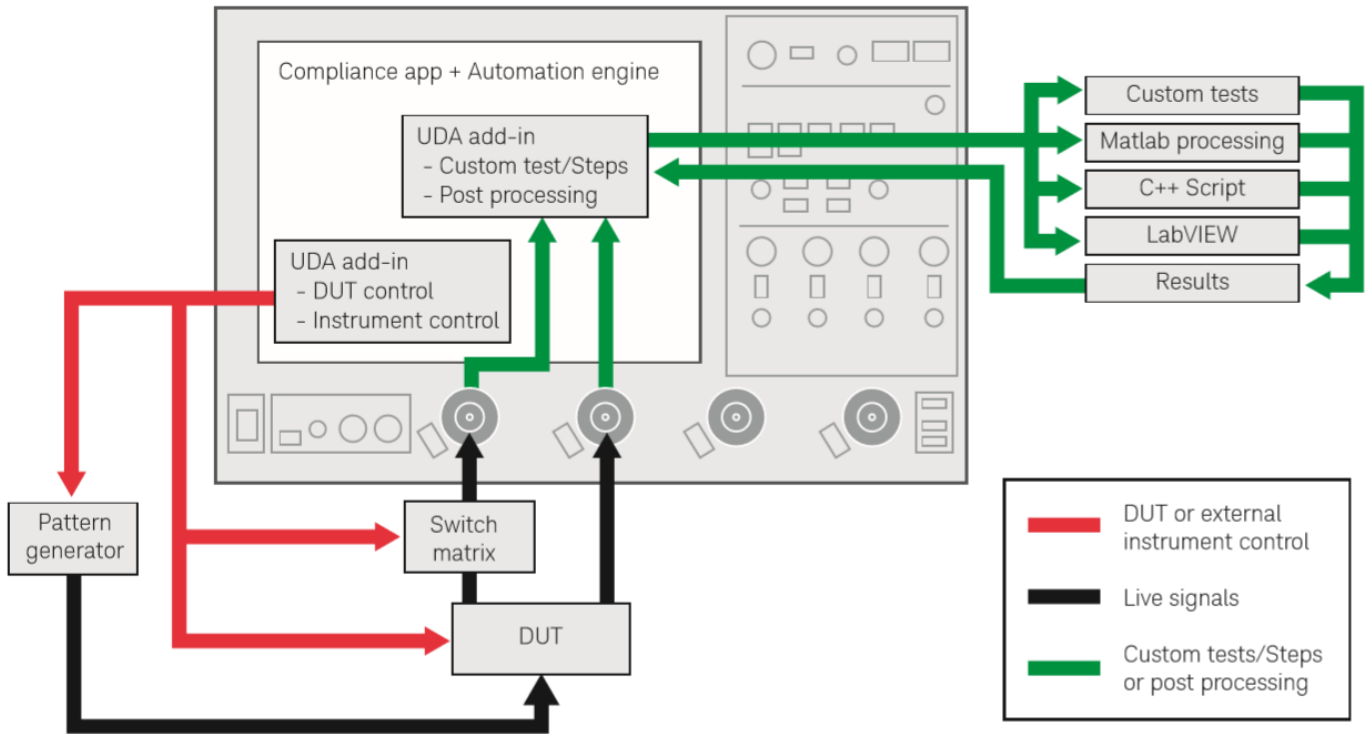 Compliance app + Automation engine
UDA add-in
- Custom test/Steps
- Post processing
UDA add-in
- DUT control
- Instrument control
Custom tests
Matlab processing
C++ Script
LabVIEW
Results
Pattern
generator
Switch
matrix
DUT
DUT or external
instrument control
Live signals
Custom tests/Steps
or post processing